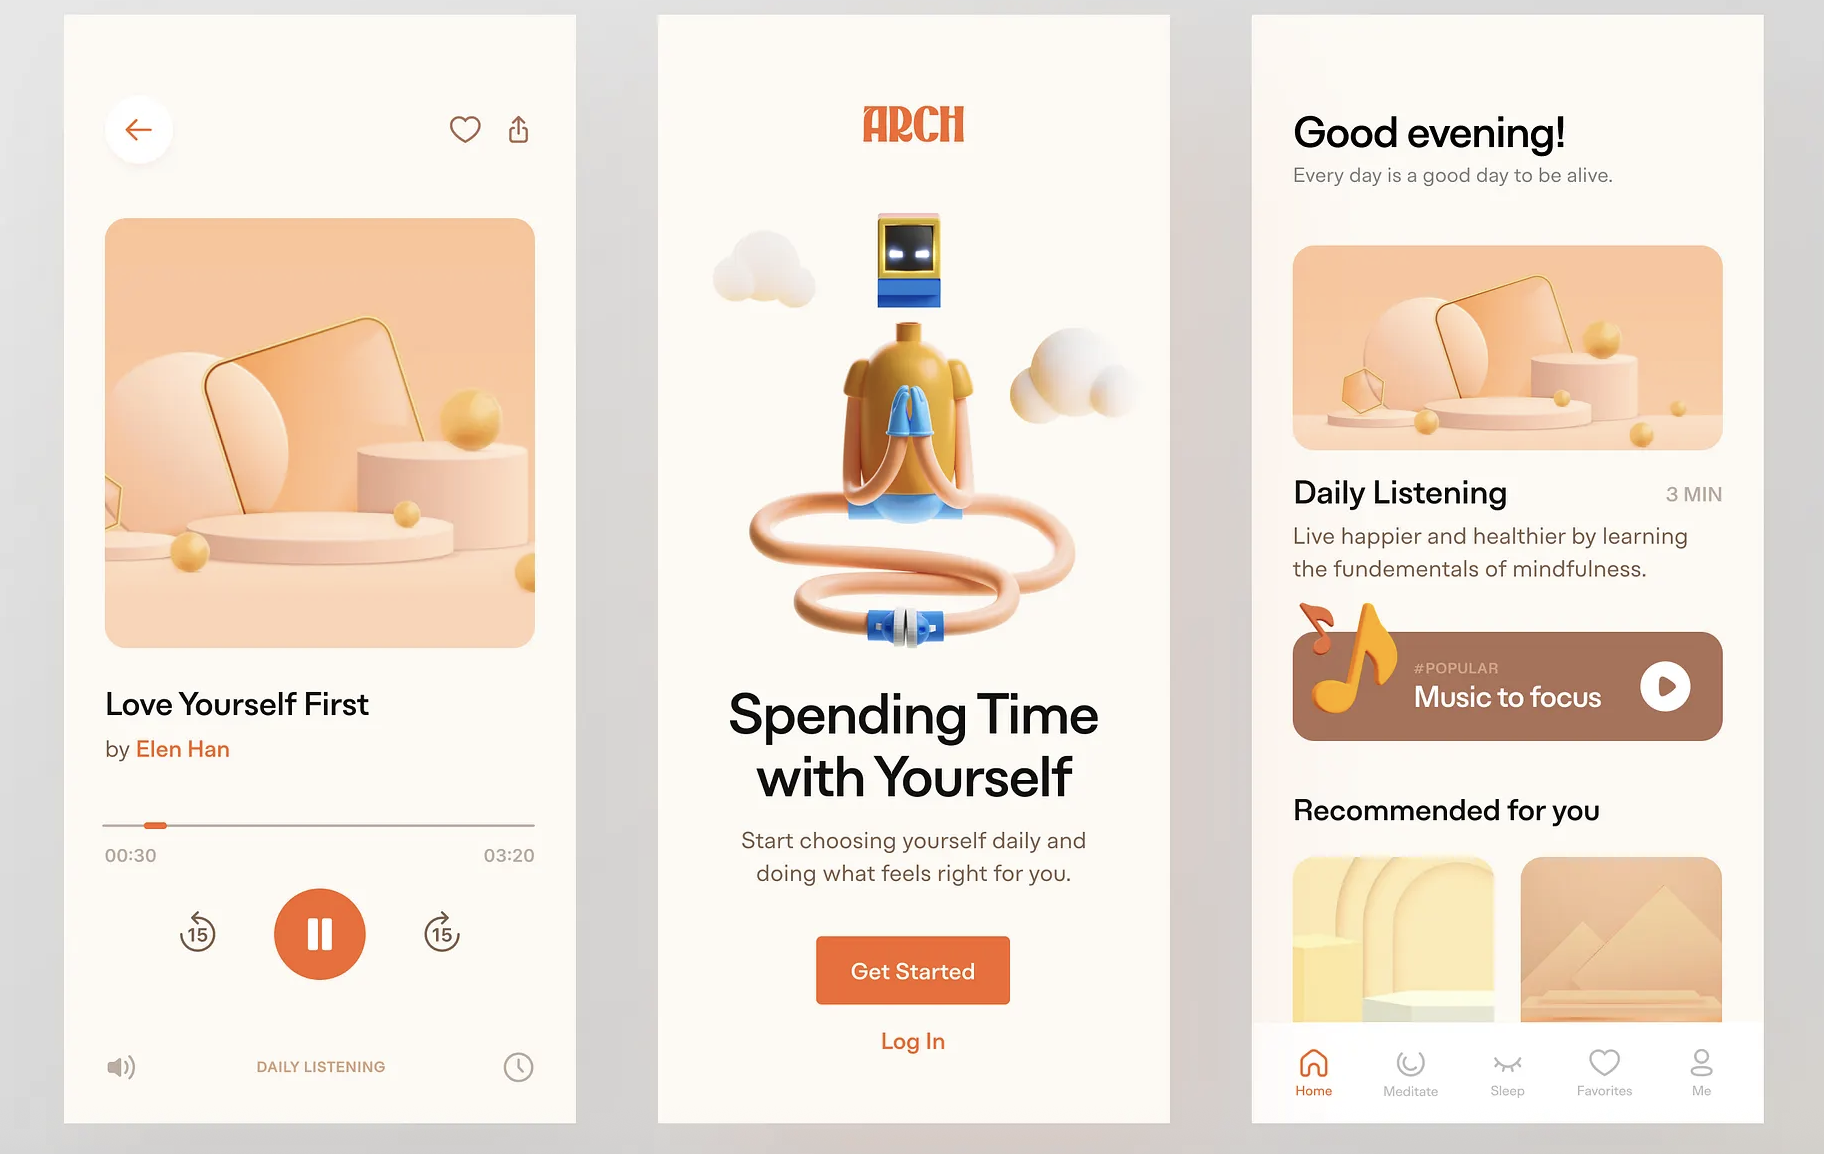 Love Yourself First
by Elen Han
00:30
03:20
15
15
DAILY LISTENING
ARCH
Spending Time
with Yourself
Start choosing yourself daily and
doing what feels right for you.
Get Started
Log In
Good evening!
Every day is a good day to be alive.
Daily Listening
3 MIN
Live happier and healthier by learning
the fundementals of mindfulness.
#POPULAR
Music to focus
Recommended for you
Home
Meditate
Sleep
Favorites
Me